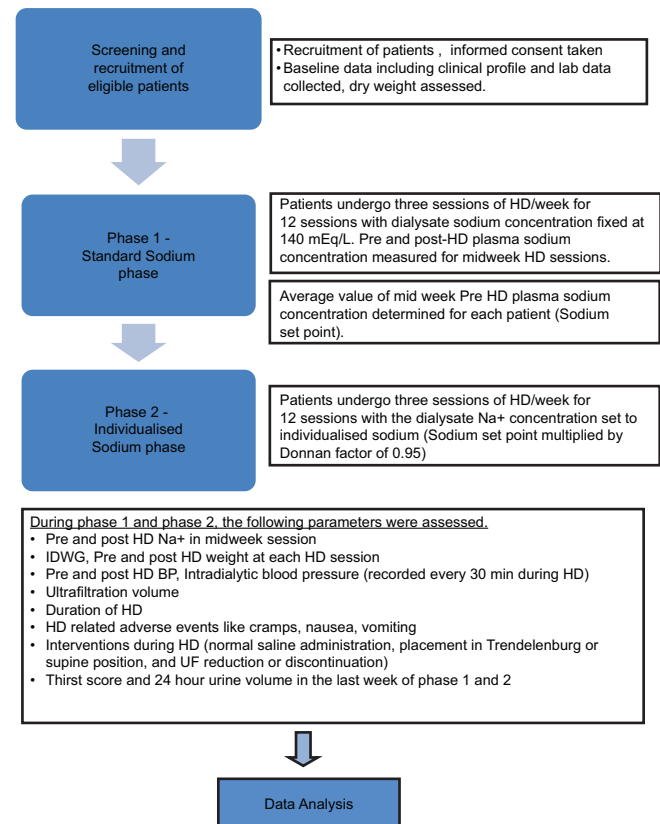 Screening and
recruitment of
eligible patients
• Recruitment of patients , informed consent taken
• Baseline data including clinical profile and lab data
collected, dry weight assessed.
Phase 1 -
Standard Sodium
phase
Patients undergo three sessions of HD/week for
12 sessions with dialysate sodium concentration fixed at
140 mEq/L. Pre and post-HD plasma sodium
concentration measured for midweek HD sessions.
Average value of mid week Pre HD plasma sodium
concentration determined for each patient (Sodium
set point).
Phase 2 -
Individualised
Sodium phase
Patients undergo three sessions of HD/week for
12 sessions with the dialysate Na+ concentration set to
individualised sodium (Sodium set point multiplied by
Donnan factor of 0.95)
During phase 1 and phase 2, the following parameters were assessed.
• Pre and post HD Na+ in midweek session
• IDWG, Pre and post HD weight at each HD session
• Pre and post HD BP, Intradialytic blood pressure (recorded every 30 min during HD)
• Ultrafiltration volume
• Duration of HD
• HD related adverse events like cramps, nausea, vomiting
• Interventions during HD (normal saline administration, placement in Trendelenburg or
supine position, and UF reduction or discontinuation)
• Thirst score and 24 hour urine volume in the last week of phase 1 and 2
Data Analysis